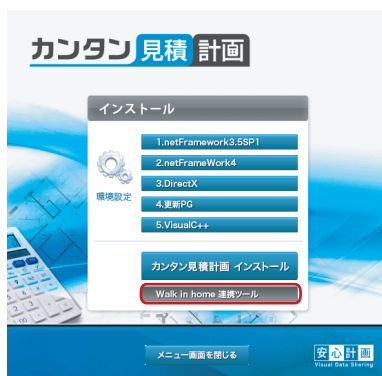 カンタン見積計画
インストール
1.netFramework3.5SP1
2.netFrameWork4
3.DirectX
環境設定
4.更新PG
5.VisualC++
カンタン見積計画 インストール
Walk in home 連携ツール
メニュー画面を閉じる
安心計画
Visual Data Sharing